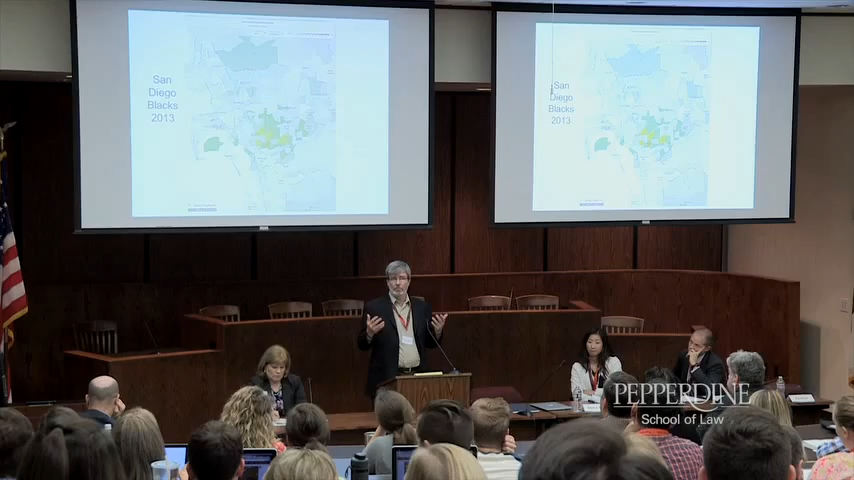 San
Diego
Blacks
2013
San
Diego
Blacks
2013
PEPPERDINE
School of Law